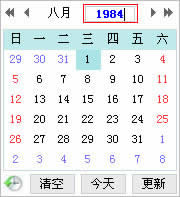 八月 1984
日 一 二 三 四 五 六
29 30 31 1 2 3 4
5 6 7 8 9 10 11
12 13 14 15 16 17 18
19 20 21 22 23 24 25
26 27 28 29 30 31 1
2 3 4 5 6 7 8
清空 今天 更新